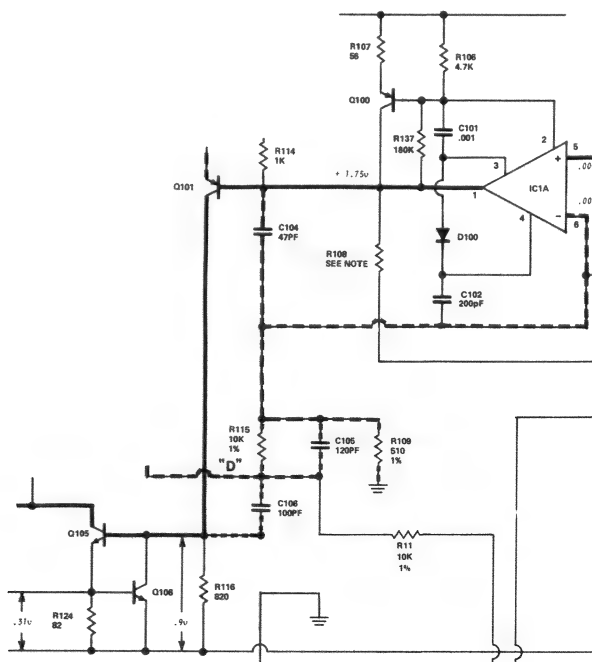 R107
56
R106
4.7K
Q100
C101
.001
R137
180K
2
5
+
3
IC1A
.00
R114
1K
+ 1.75v
1
Q101
4
.00
−
6
C104
47PF
D100
R108
SEE NOTE
C102
200pF
R115
10K
1%
C105
120PF
R109
510
1%
"D"
C106
100PF
Q105
R11
10K
1%
Q106
R116
820
.31v
R124
82
.9v